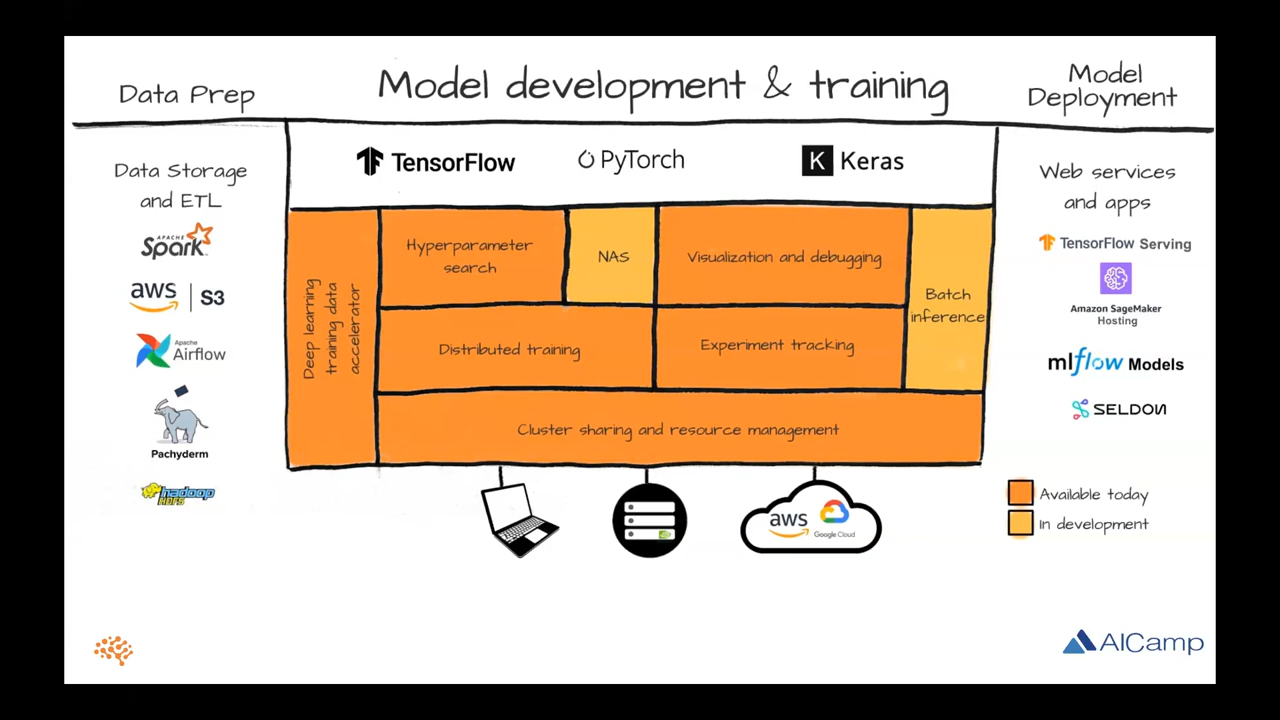 Data Prep
Model development & training
Model
Deployment
Data Storage
and ETL
APACHE
Spark
aws | S3
Apache
Airflow
Pachyderm
hadoop
HDFS
TensorFlow
PyTorch
K Keras
Deep learning
training data
accelerator
Hyperparameter
search
NAS
Visualization and debugging
Batch
inference
Distributed training
Experiment tracking
Cluster sharing and resource management
aws
Google Cloud
Web services
and apps
TensorFlow Serving
Amazon SageMaker
Hosting
mlflow Models
SELDON
Available today
In development
AICamp